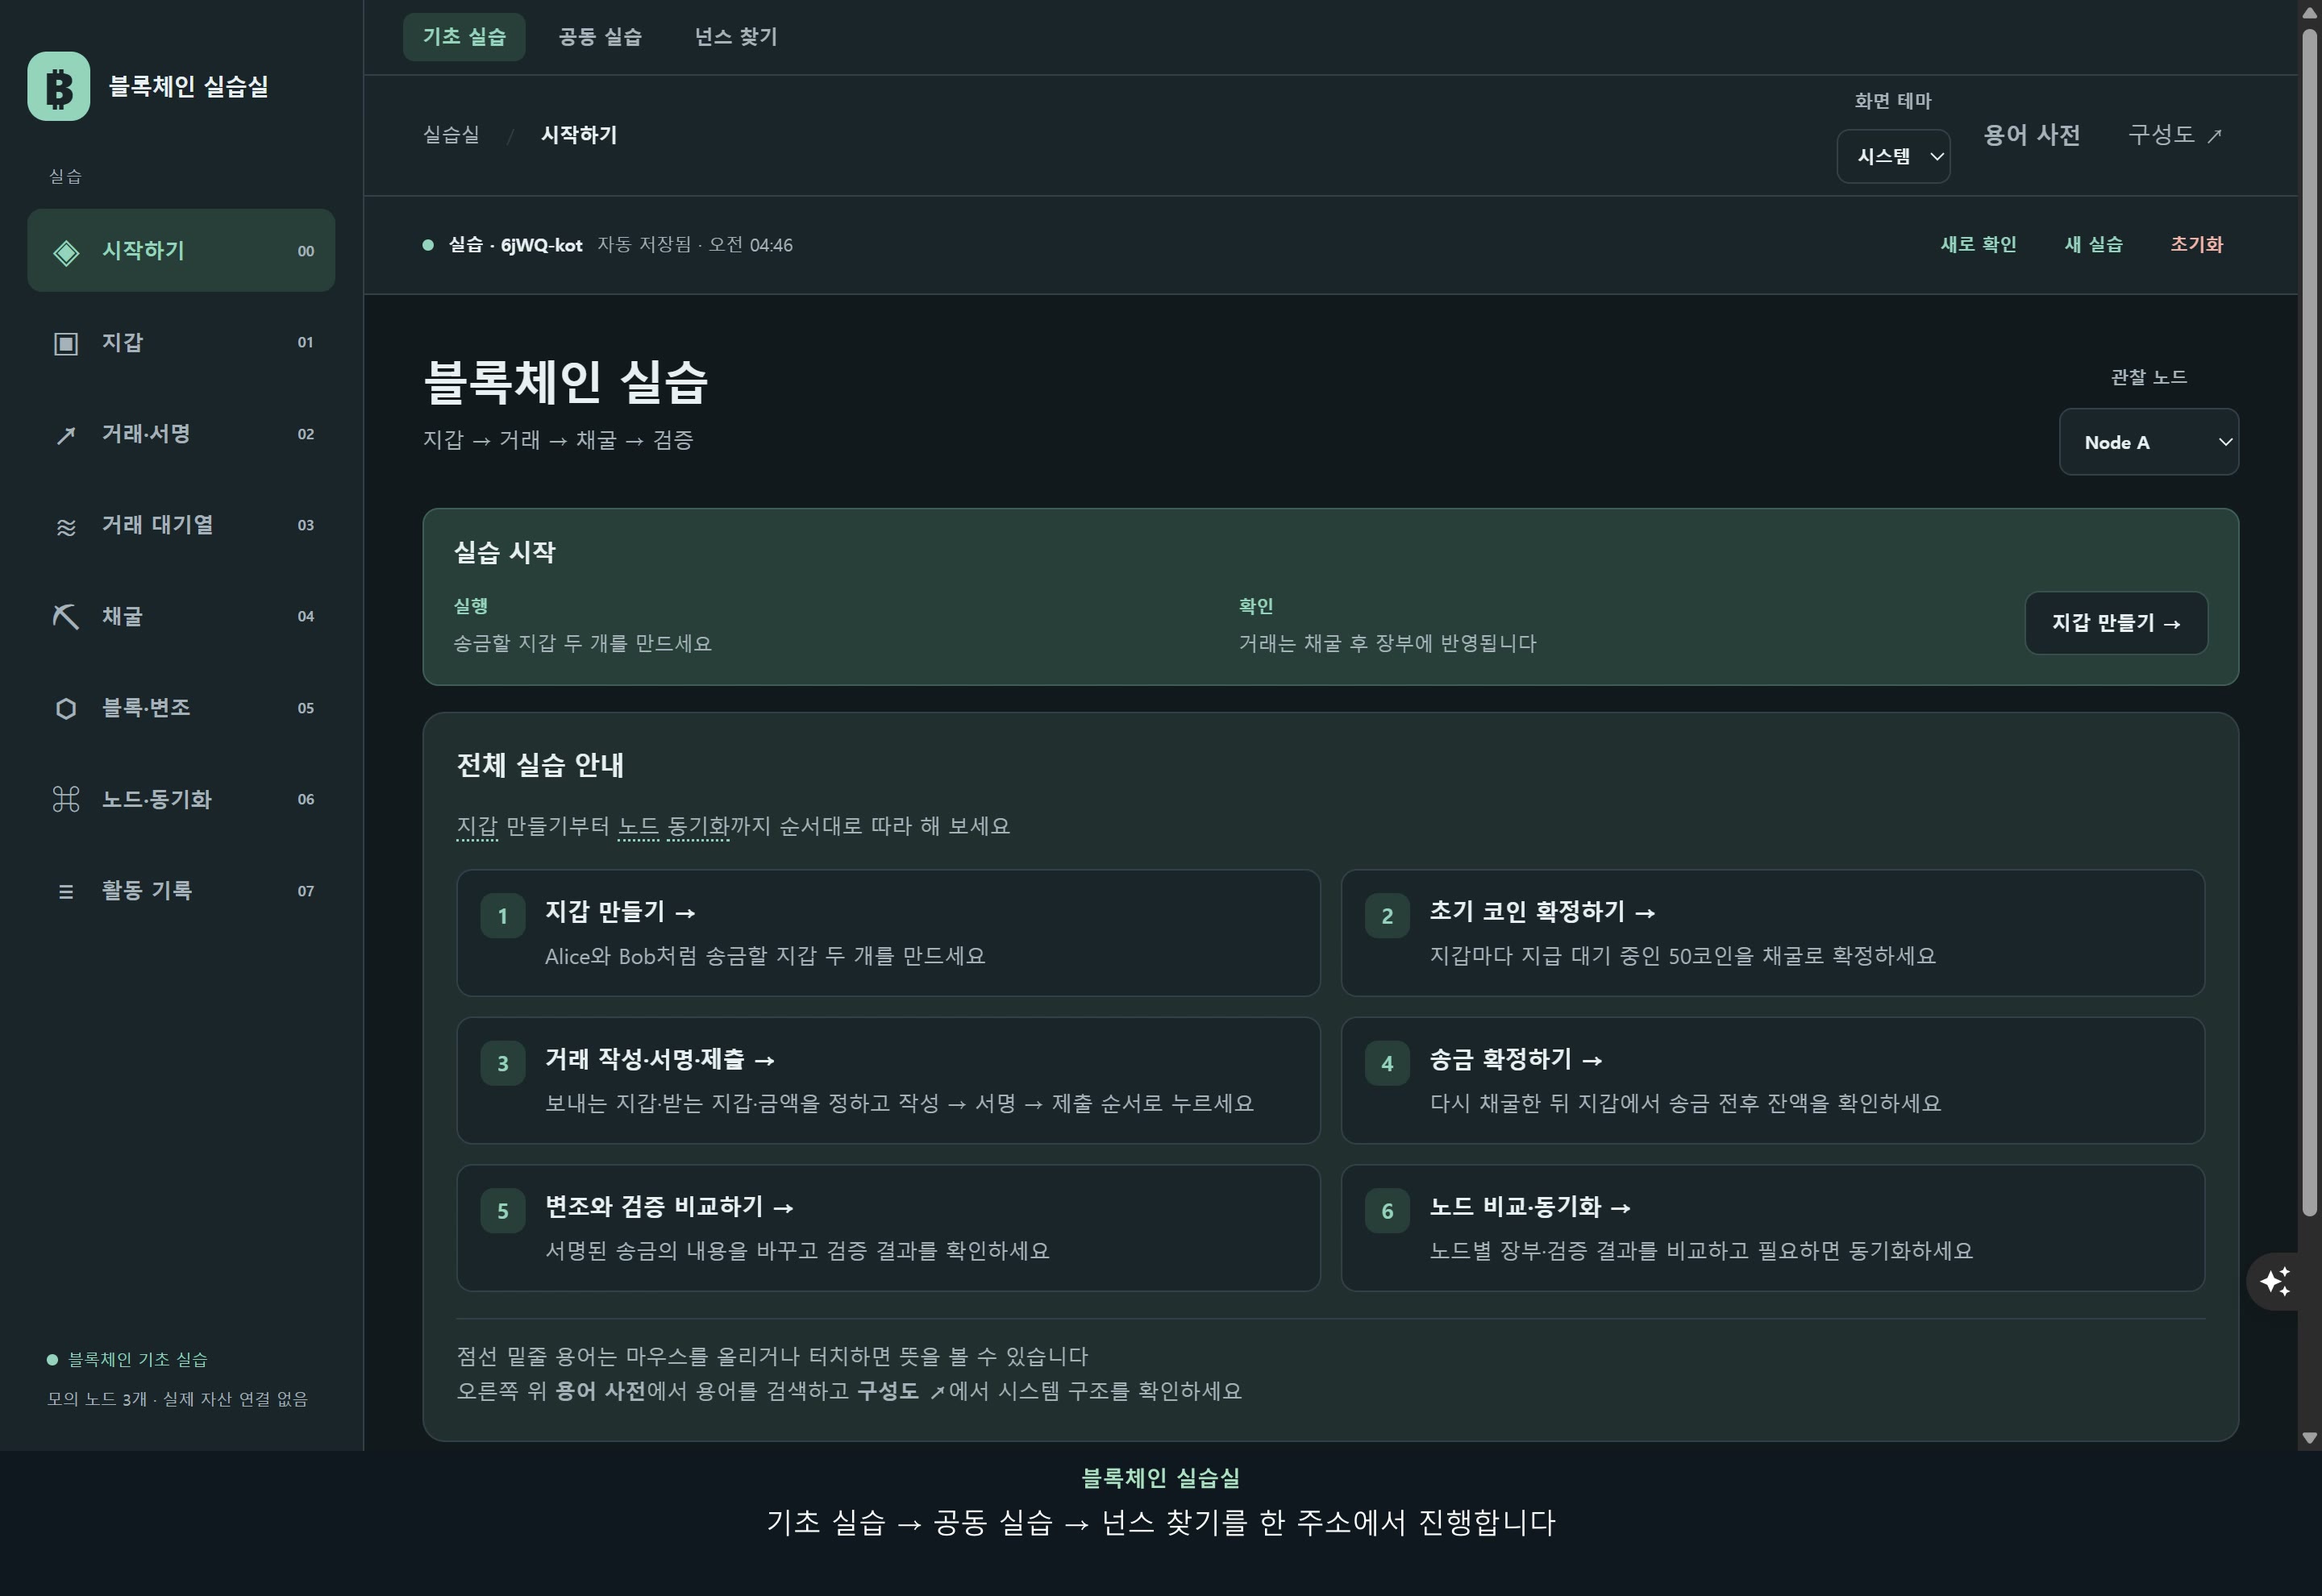 블록체인 실습실
실습
시작하기 00
지갑 01
거래·서명 02
거래 대기열 03
채굴 04
블록·변조 05
노드·동기화 06
활동 기록 07
블록체인 기초 실습
모의 노드 3개 · 실제 자산 연결 없음
기초 실습 공동 실습 넌스 찾기
실습실 / 시작하기
화면 테마
시스템
용어 사전 구성도 ↗
실습 · 6jWQ-kot 자동 저장됨 · 오전 04:46
새로 확인 새 실습 초기화
블록체인 실습
지갑 → 거래 → 채굴 → 검증
관찰 노드
Node A
실습 시작
실행
송금할 지갑 두 개를 만드세요
확인
거래는 채굴 후 장부에 반영됩니다
지갑 만들기 →
전체 실습 안내
지갑 만들기부터 노드 동기화까지 순서대로 따라 해 보세요
1 지갑 만들기 →
Alice와 Bob처럼 송금할 지갑 두 개를 만드세요
2 초기 코인 확정하기 →
지갑마다 지급 대기 중인 50코인을 채굴로 확정하세요
3 거래 작성·서명·제출 →
보내는 지갑·받는 지갑·금액을 정하고 작성 → 서명 → 제출 순서로 누르세요
4 송금 확정하기 →
다시 채굴한 뒤 지갑에서 송금 전후 잔액을 확인하세요
5 변조와 검증 비교하기 →
서명된 송금의 내용을 바꾸고 검증 결과를 확인하세요
6 노드 비교·동기화 →
노드별 장부·검증 결과를 비교하고 필요하면 동기화하세요
점선 밑줄 용어는 마우스를 올리거나 터치하면 뜻을 볼 수 있습니다
오른쪽 위 용어 사전에서 용어를 검색하고 구성도 ↗에서 시스템 구조를 확인하세요
블록체인 실습실
기초 실습 → 공동 실습 → 넌스 찾기를 한 주소에서 진행합니다